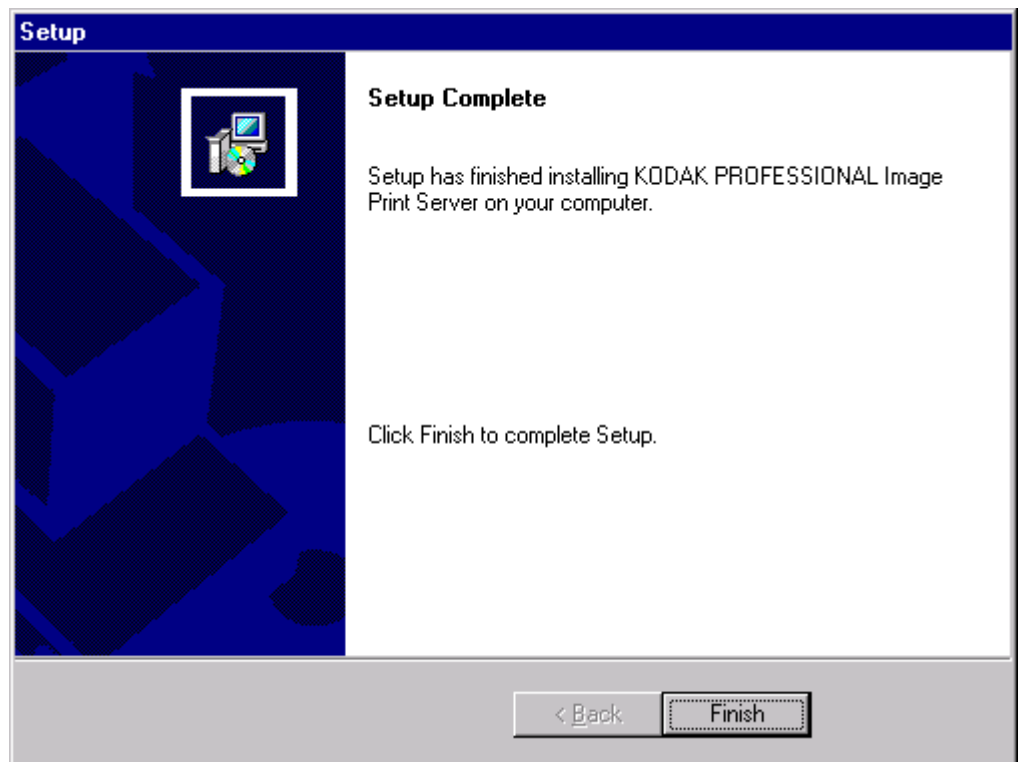 Setup
Setup Complete
Setup has finished installing KODAK PROFESSIONAL Image
Print Server on your computer.
Click Finish to complete Setup.
< Back
Finish